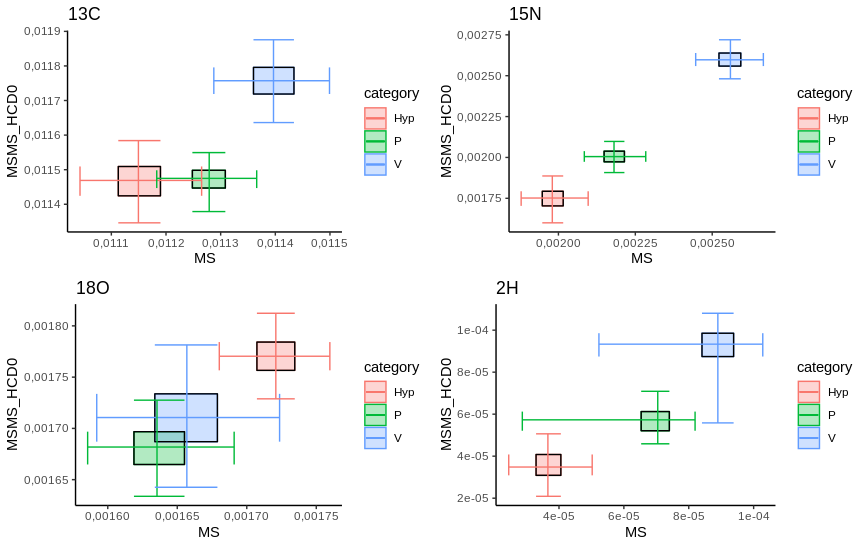 13C
MSMS_HCD0
0,0119
0,0118
0,0117
0,0116
0,0115
0,0114
0,0111
0,0112
0,0113
0,0114
0,0115
MS
category
Hyp
P
V
15N
MSMS_HCD0
0,00275
0,00250
0,00225
0,00200
0,00175
0,00200
0,00225
0,00250
MS
category
Hyp
P
V
18O
MSMS_HCD0
0,00180
0,00175
0,00170
0,00165
0,00160
0,00165
0,00170
0,00175
MS
category
Hyp
P
V
2H
MSMS_HCD0
1e-04
8e-05
6e-05
4e-05
2e-05
4e-05
6e-05
8e-05
1e-04
MS
category
Hyp
P
V